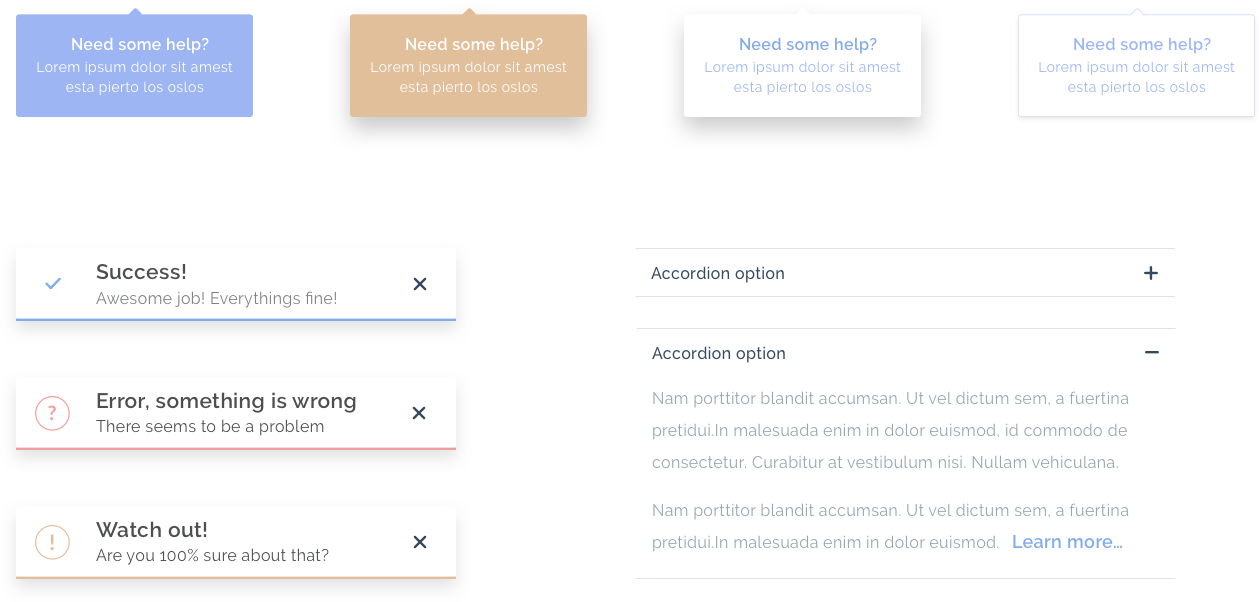 Need some help?
Lorem ipsum dolor sit amest
esta pierto los oslos
Need some help?
Lorem ipsum dolor sit amest
esta pierto los oslos
Need some help?
Lorem ipsum dolor sit amest
esta pierto los oslos
Need some help?
Lorem ipsum dolor sit amest
esta pierto los oslos
Success!
Awesome job! Everythings fine!
?
Error, something is wrong
There seems to be a problem
!
Watch out!
Are you 100% sure about that?
Accordion option
Accordion option
Nam porttitor blandit accumsan. Ut vel dictum sem, a fuertina
pretidui.In malesuada enim in dolor euismod, id commodo de
consectetur. Curabitur at vestibulum nisi. Nullam vehiculana.
Nam porttitor blandit accumsan. Ut vel dictum sem, a fuertina
pretidui.In malesuada enim in dolor euismod. Learn more...